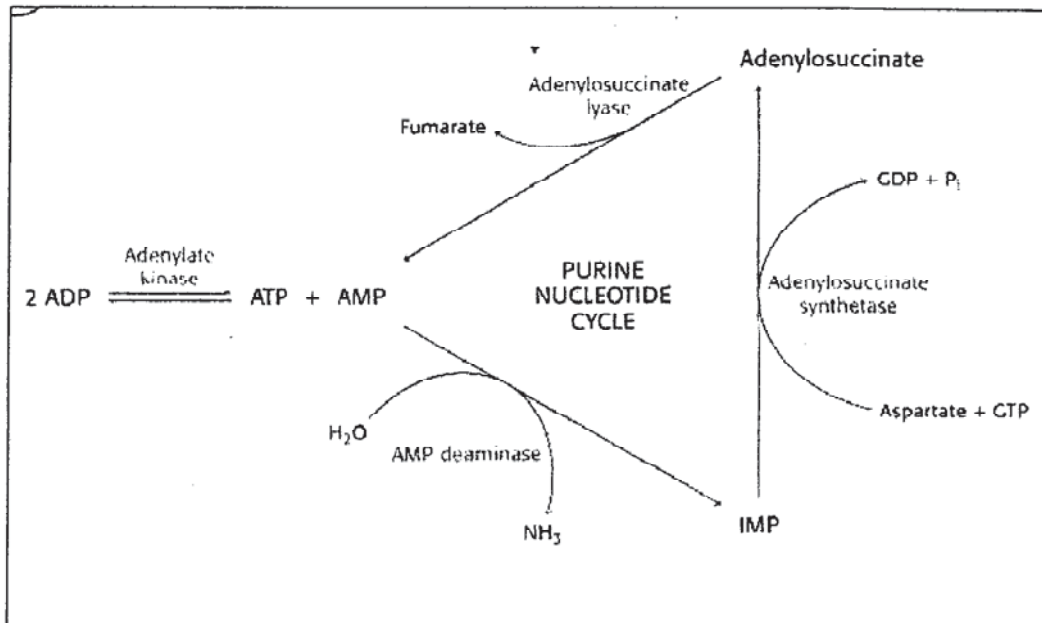 Adenylosuccinate
Adenylosuccinate
lyase
Fumarate
GDP + Pi
Adenylate
kinase
2 ADP
ATP + AMP
PURINE
NUCLEOTIDE
CYCLE
Adenylosuccinate
synthetase
Aspartate + GTP
H₂O
AMP deaminase
NH₃
IMP